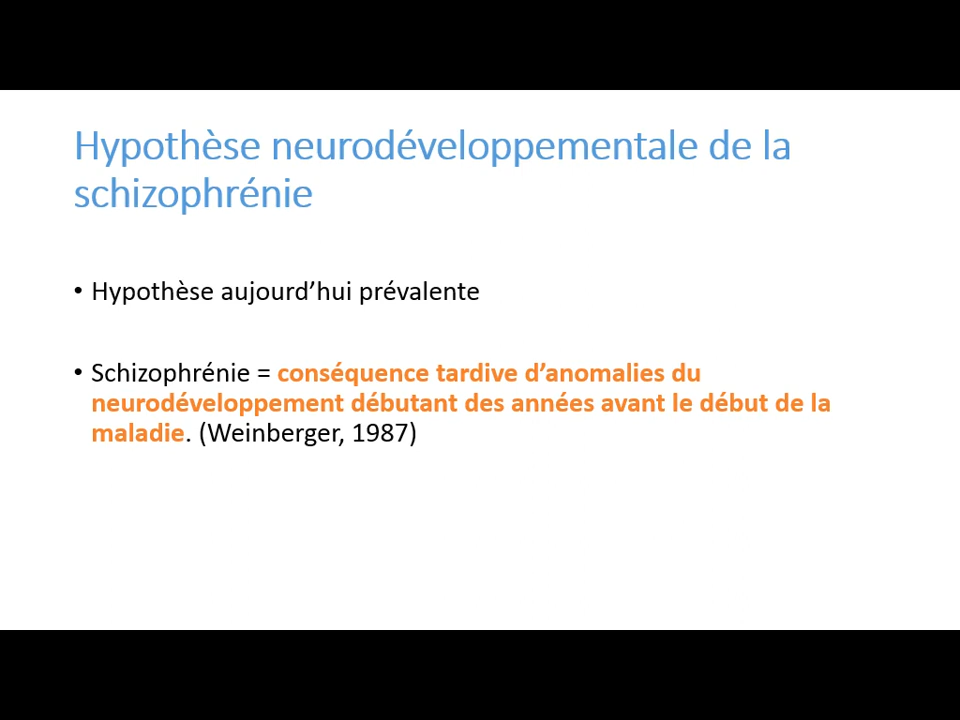 Hypothèse neurodéveloppementale de la
schizophrénie
• Hypothèse aujourd’hui prévalente
• Schizophrénie = conséquence tardive d’anomalies du
neurodéveloppement débutant des années avant le début de la
maladie. (Weinberger, 1987)